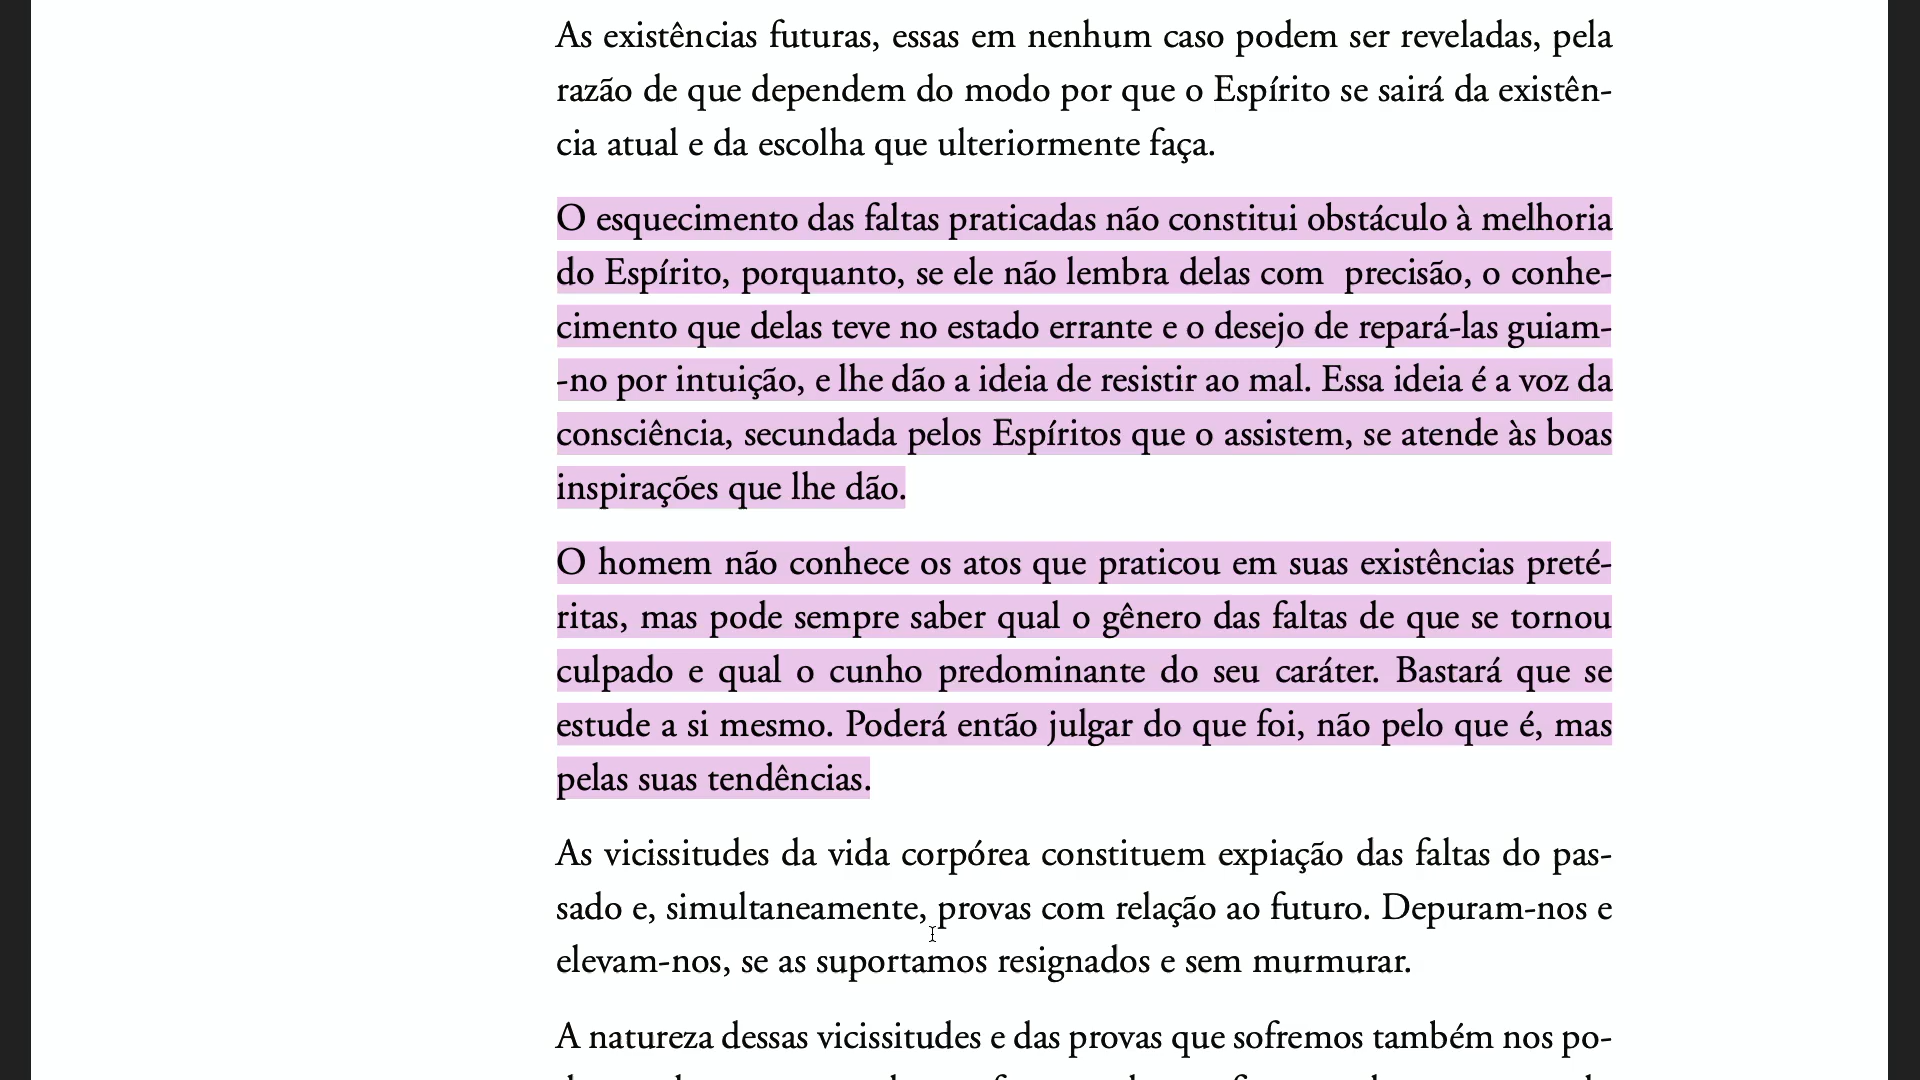 As existências futuras, essas em nenhum caso podem ser reveladas, pela
razão de que dependem do modo por que o Espírito se sairá da existên-
cia atual e da escolha que ulteriormente faça.
O esquecimento das faltas praticadas não constitui obstáculo à melhoria
do Espírito, porquanto, se ele não lembra delas com precisão, o conhe-
cimento que delas teve no estado errante e o desejo de repará-las guiam-
-no por intuição, e lhe dão a ideia de resistir ao mal. Essa ideia é a voz da
consciência, secundada pelos Espíritos que o assistem, se atende às boas
inspirações que lhe dão.
O homem não conhece os atos que praticou em suas existências preté-
ritas, mas pode sempre saber qual o gênero das faltas de que se tornou
culpado e qual o cunho predominante do seu caráter. Bastará que se
estude a si mesmo. Poderá então julgar do que foi, não pelo que é, mas
pelas suas tendências.
As vicissitudes da vida corpórea constituem expiação das faltas do pas-
sado e, simultaneamente, provas com relação ao futuro. Depuram-nos e
elevam-nos, se as suportamos resignados e sem murmurar.
A natureza dessas vicissitudes e das provas que sofremos também nos po-